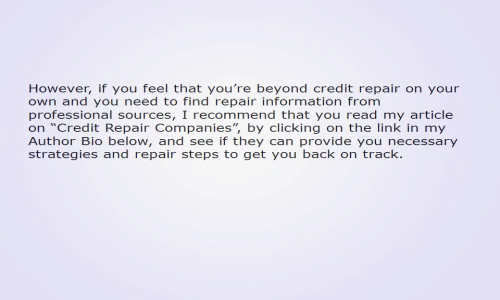 However, if you feel that you're beyond credit repair on your
own and you need to find repair information from
professional sources, I recommend that you read my article
on “Credit Repair Companies”, by clicking on the link in my
Author Bio below, and see if they can provide you necessary
strategies and repair steps to get you back on track.